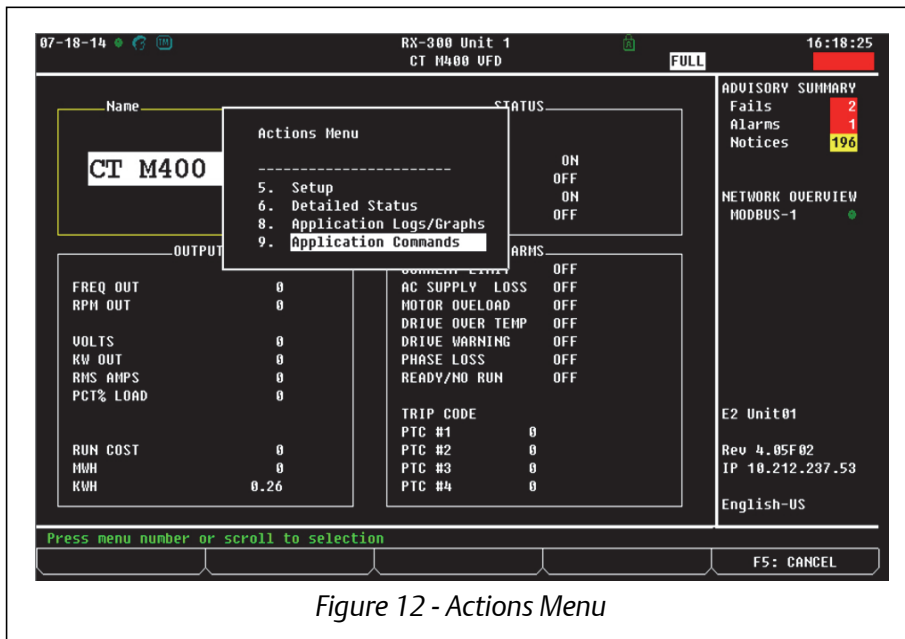 07-18-14 RX-300 Unit 1 16:18:25
CT M400 VFD FULL
Name STATUS
CT M400
ON
OFF
ON
OFF
Actions Menu
-----------------------
5. Setup
6. Detailed Status
8. Application Logs/Graphs
9. Application Commands
OUTPUT
FREQ OUT 0
RPM OUT 0
VOLTS 0
KW OUT 0
RMS AMPS 0
PCT% LOAD 0
RUN COST 0
MWH 0
KWH 0.26
ARMS
OFF
AC SUPPLY LOSS OFF
MOTOR OVELOAD OFF
DRIVE OVER TEMP OFF
DRIVE WARNING OFF
PHASE LOSS OFF
READY/NO RUN OFF
TRIP CODE
PTC #1 0
PTC #2 0
PTC #3 0
PTC #4 0
ADVISORY SUMMARY
Fails 2
Alarms 1
Notices 196
NETWORK OVERVIEW
MODBUS-1
E2 Unit01
Rev 4.05F02
IP 10.212.237.53
English-US
Press menu number or scroll to selection
F5: CANCEL
Figure 12 - Actions Menu